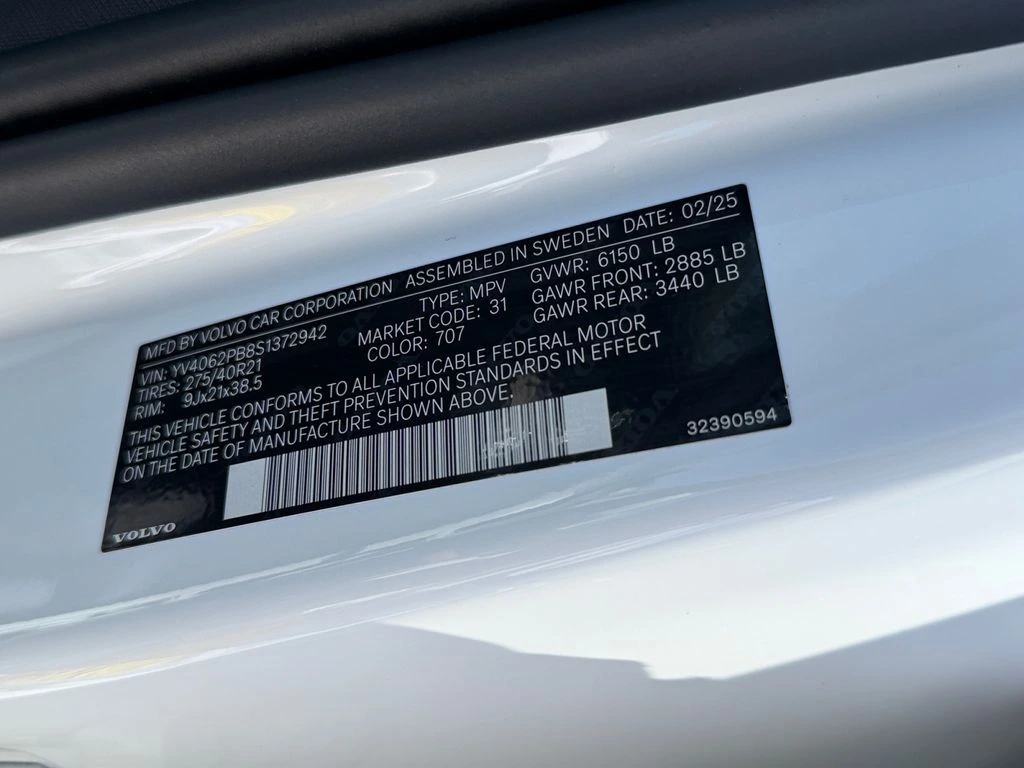 MFD BY VOLVO CAR CORPORATION ASSEMBLED IN SWEDEN DATE: 02/25
VIN: YV4062PB8S1372942 TYPE: MPV GVWR: 6150 LB
TIRES: 275/40R21 MARKET CODE: 31 GAWR FRONT: 2885 LB
RIM: 9Jx21x38.5 COLOR: 707 GAWR REAR: 3440 LB
THIS VEHICLE CONFORMS TO ALL APPLICABLE FEDERAL MOTOR
VEHICLE SAFETY AND THEFT PREVENTION STANDARDS IN EFFECT
ON THE DATE OF MANUFACTURE SHOWN ABOVE.
32390594
VOLVO